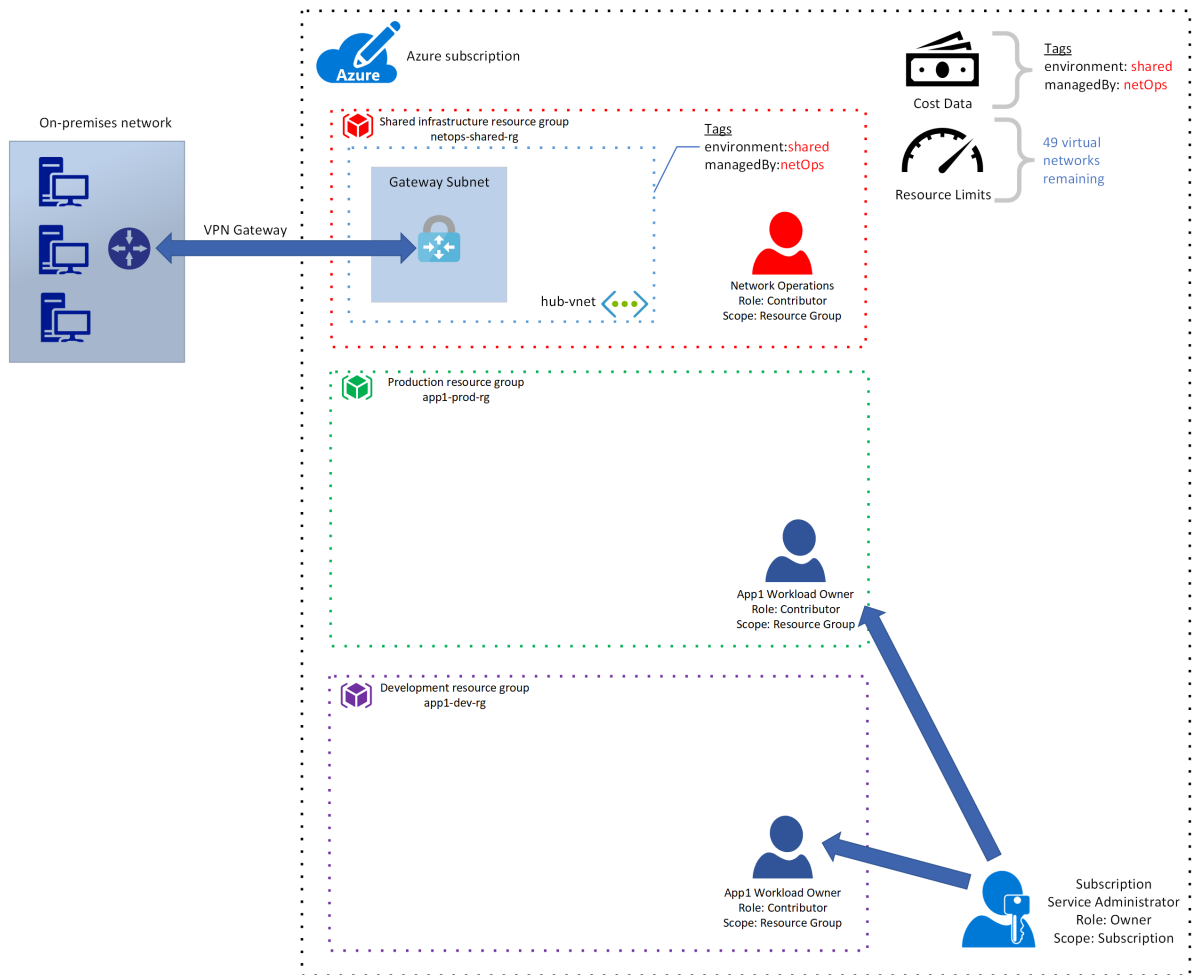 Azure
Azure subscription
Cost Data
Tags
environment: shared
managedBy: netOps
Resource Limits
49 virtual
networks
remaining
On-premises network
Shared infrastructure resource group
netops-shared-rg
Tags
environment:shared
managedBy:netOps
Gateway Subnet
VPN Gateway
hub-vnet
Network Operations
Role: Contributor
Scope: Resource Group
Production resource group
app1-prod-rg
App1 Workload Owner
Role: Contributor
Scope: Resource Group
Development resource group
app1-dev-rg
App1 Workload Owner
Role: Contributor
Scope: Resource Group
Subscription
Service Administrator
Role: Owner
Scope: Subscription